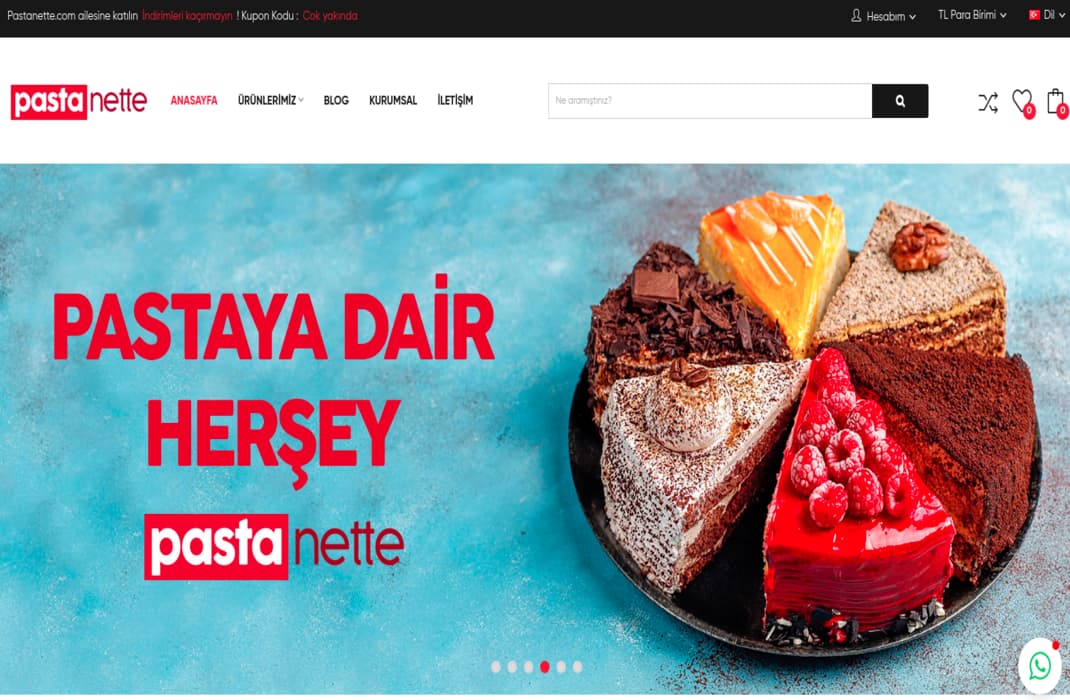 Pastanette.com ailesine katılın İndirimleri kaçırmayın ! Kupon Kodu : Cok yakında
Hesabım
TL Para Birimi
Dil
pastanette
ANASAYFA
ÜRÜNLERİMİZ
BLOG
KURUMSAL
İLETİŞİM
Ne aramıştınız?
0
0
PASTAYA DAİR
HERŞEY
pastanette